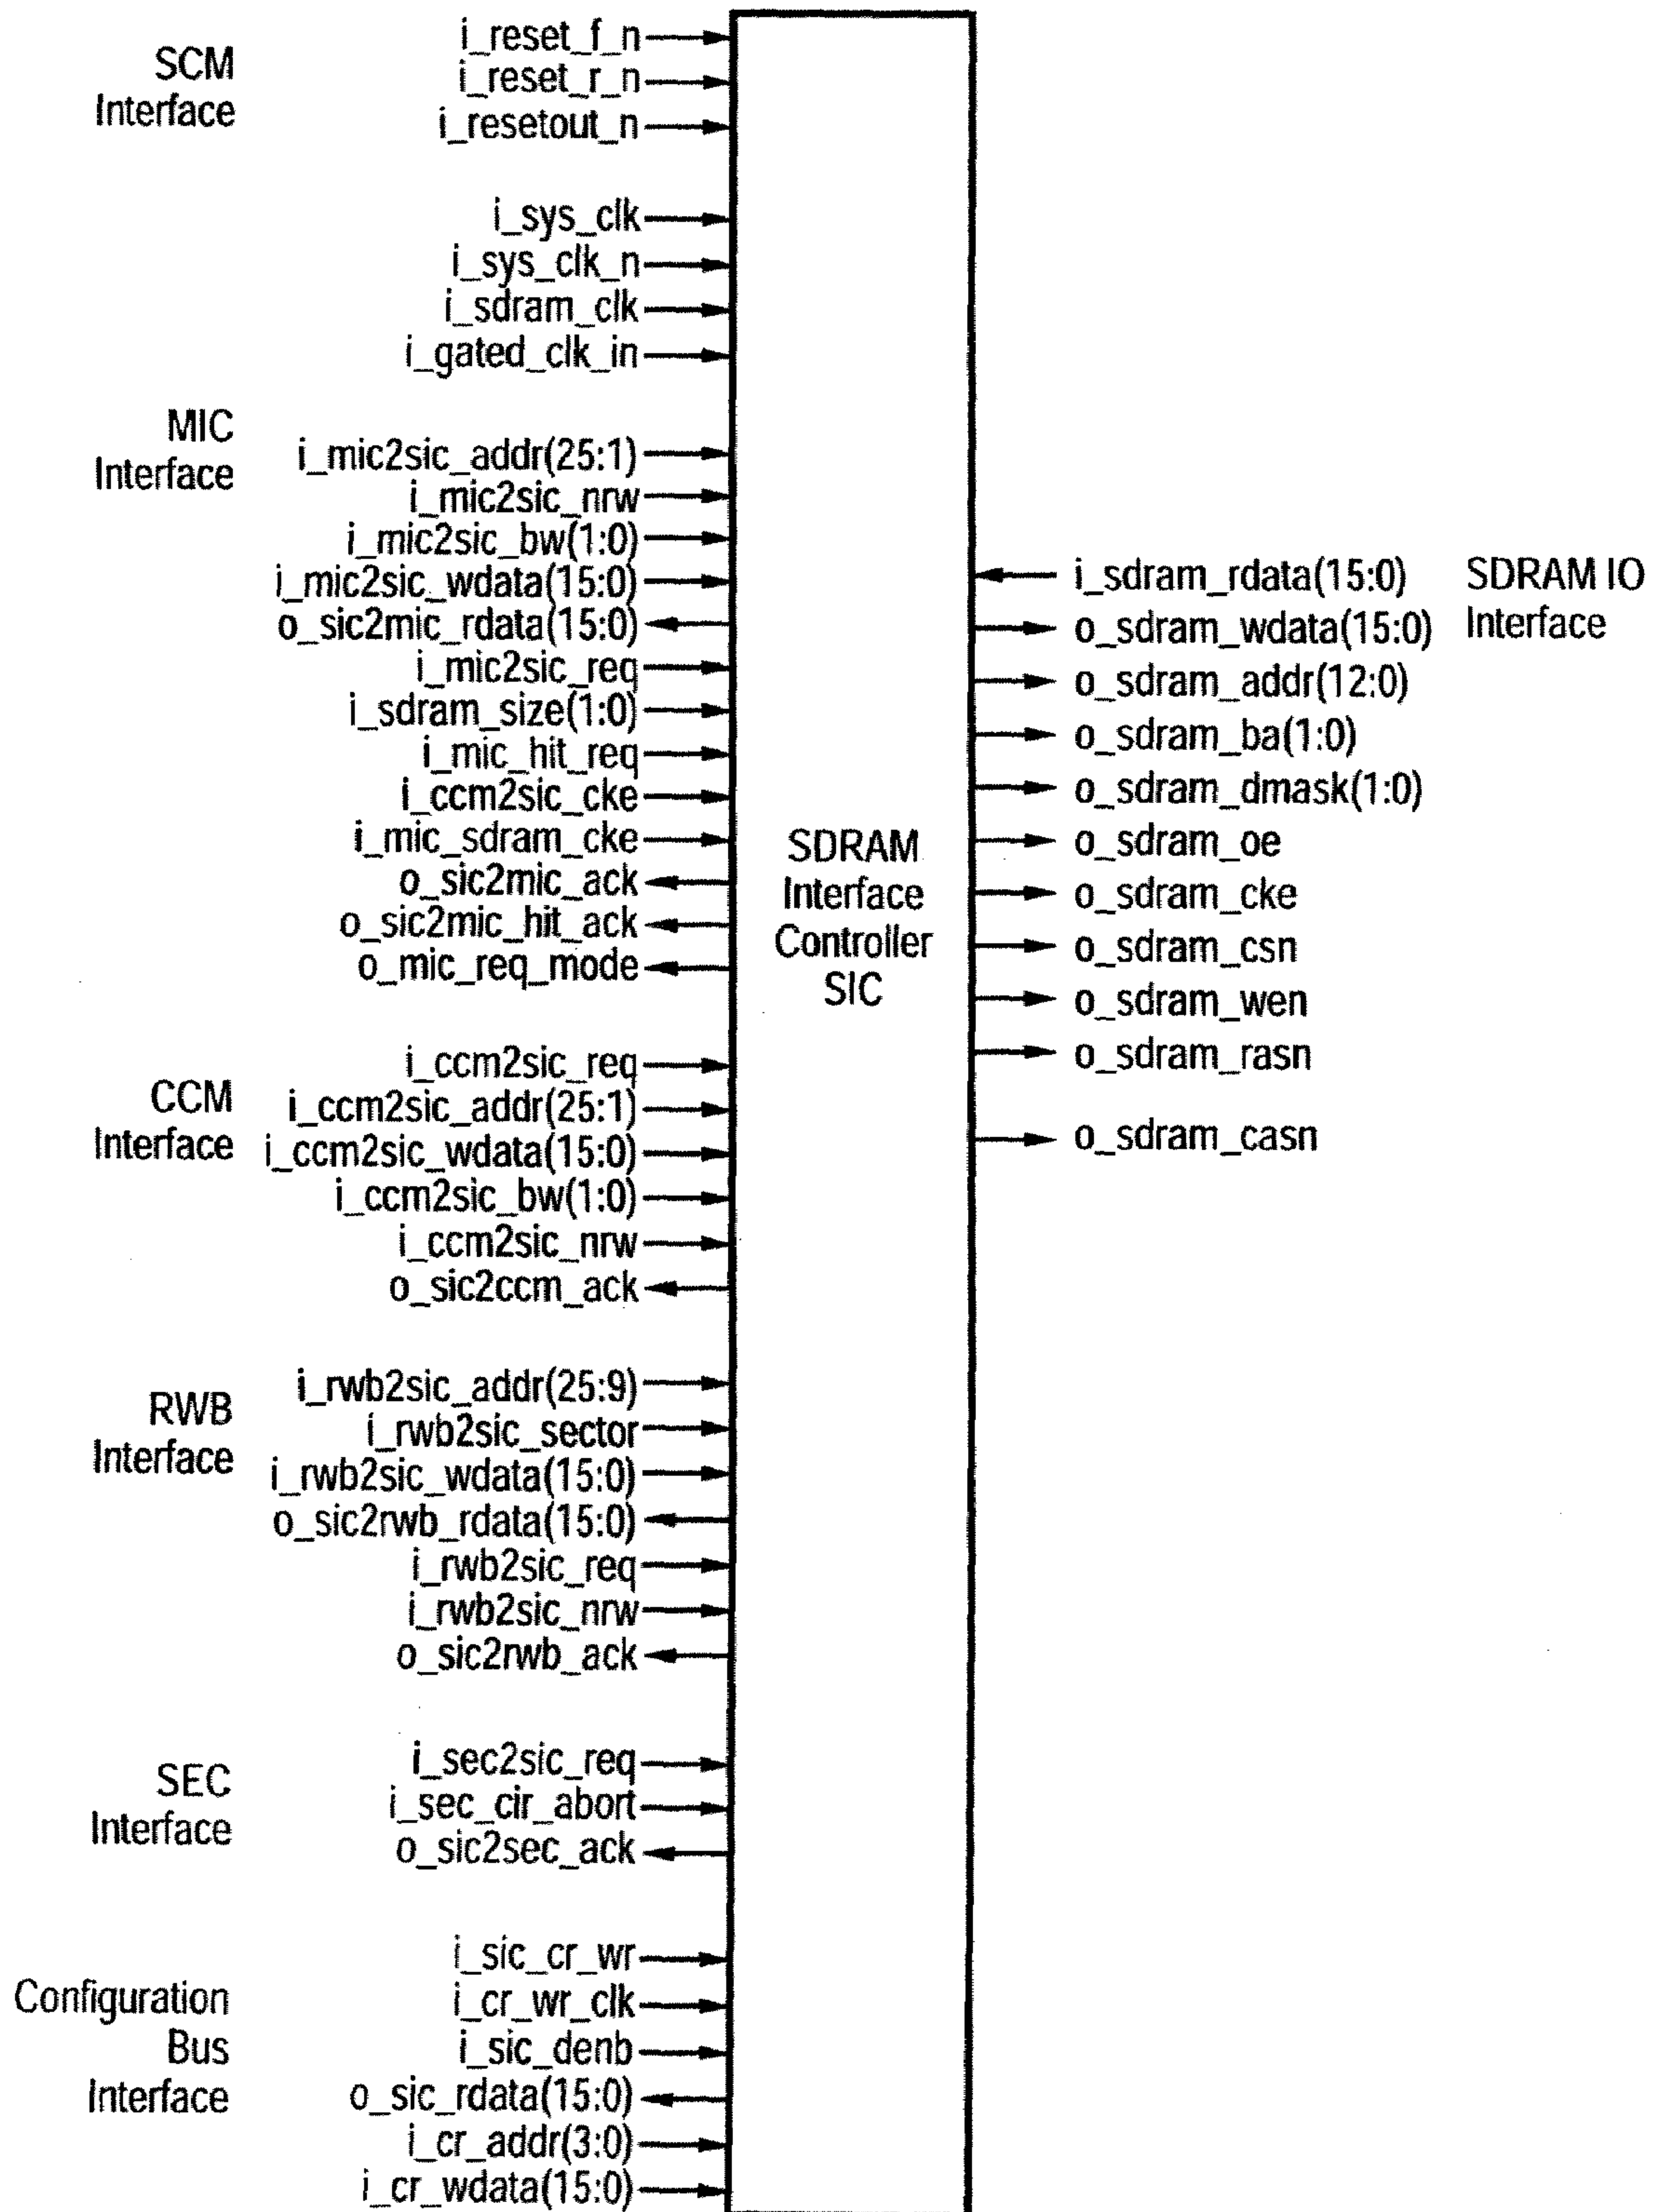 SCM
Interface
i_reset_f_n
i_reset_r_n
i_resetout_n
i_sys_clk
i_sys_clk_n
i_sdram_clk
i_gated_clk_in
MIC
Interface
i_mic2sic_addr(25:1)
i_mic2sic_nrw
i_mic2sic_bw(1:0)
i_mic2sic_wdata(15:0)
o_sic2mic_rdata(15:0)
i_mic2sic_req
i_sdram_size(1:0)
i_mic_hit_req
i_ccm2sic_cke
i_mic_sdram_cke
o_sic2mic_ack
o_sic2mic_hit_ack
o_mic_req_mode
CCM
Interface
i_ccm2sic_req
i_ccm2sic_addr(25:1)
i_ccm2sic_wdata(15:0)
i_ccm2sic_bw(1:0)
i_ccm2sic_nrw
o_sic2ccm_ack
RWB
Interface
i_rwb2sic_addr(25:9)
i_rwb2sic_sector
i_rwb2sic_wdata(15:0)
o_sic2rwb_rdata(15:0)
i_rwb2sic_req
i_rwb2sic_nrw
o_sic2rwb_ack
SEC
Interface
i_sec2sic_req
i_sec_cir_abort
o_sic2sec_ack
Configuration
Bus
Interface
i_sic_cr_wr
i_cr_wr_clk
i_sic_denb
o_sic_rdata(15:0)
i_cr_addr(3:0)
i_cr_wdata(15:0)
SDRAM
Interface
Controller
SIC
i_sdram_rdata(15:0)
o_sdram_wdata(15:0)
o_sdram_addr(12:0)
o_sdram_ba(1:0)
o_sdram_dmask(1:0)
o_sdram_oe
o_sdram_cke
o_sdram_csn
o_sdram_wen
o_sdram_rasn
o_sdram_casn
SDRAM IO
Interface